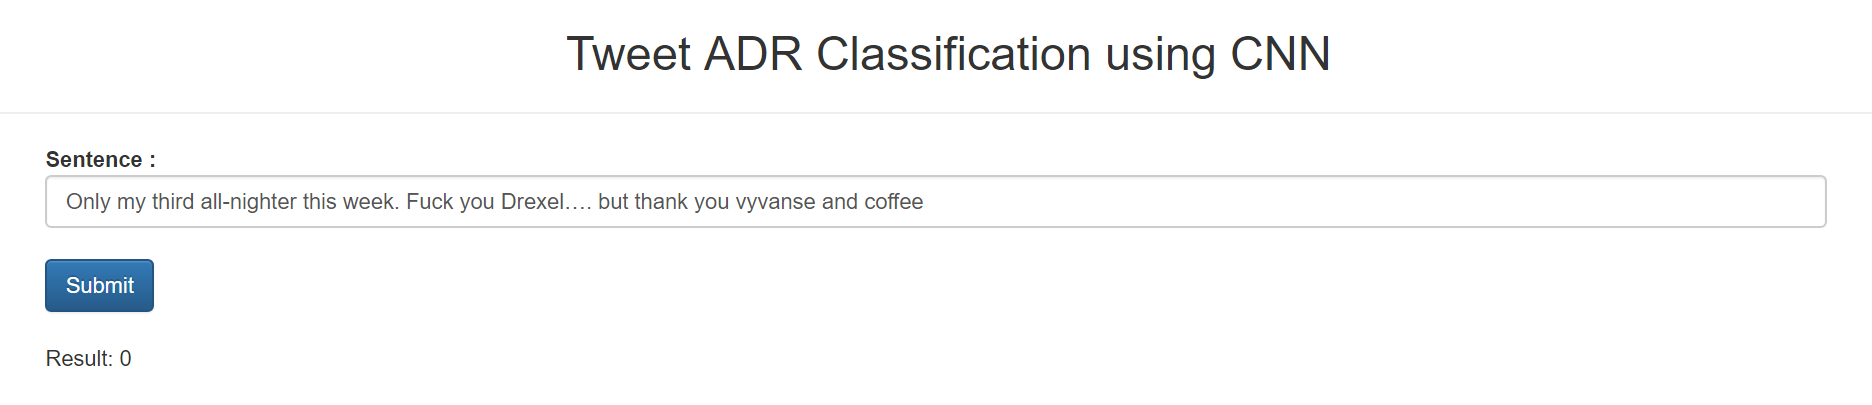 Tweet ADR Classification using CNN
Sentence :
Only my third all-nighter this week. Fuck you Drexel…. but thank you vyvanse and coffee
Submit
Result: 0